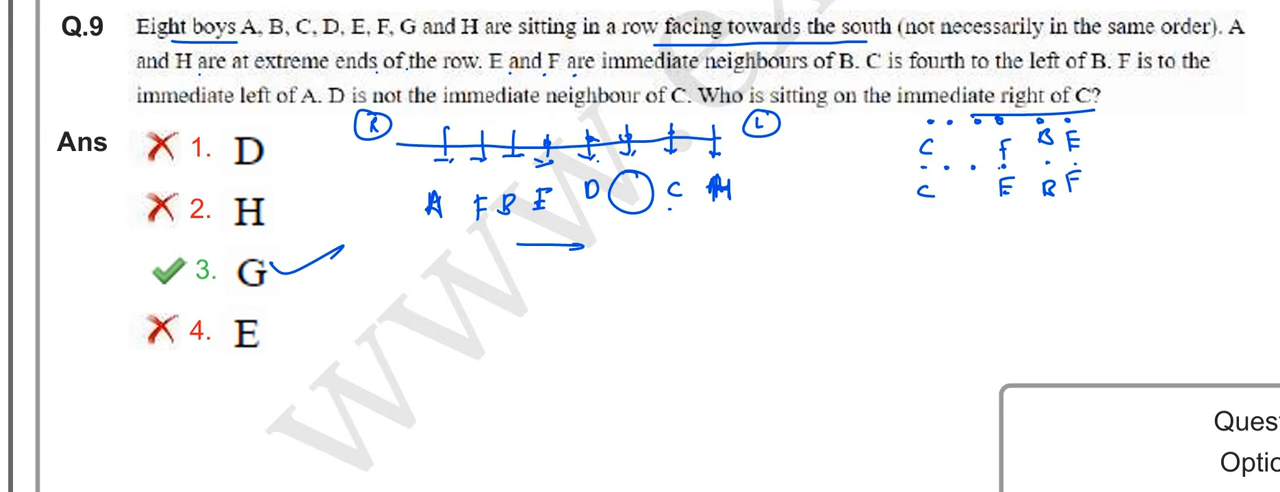 Q.9 Eight boys A, B, C, D, E, F, G and H are sitting in a row facing towards the south (not necessarily in the same order). A
and H are at extreme ends of the row. E and F are immediate neighbours of B. C is fourth to the left of B. F is to the
immediate left of A. D is not the immediate neighbour of C. Who is sitting on the immediate right of C?
R L
Ans 1. D
C F B E
A F B E D C H
C E B F
2. H
3. G
4. E
www.ex
Ques
Optic